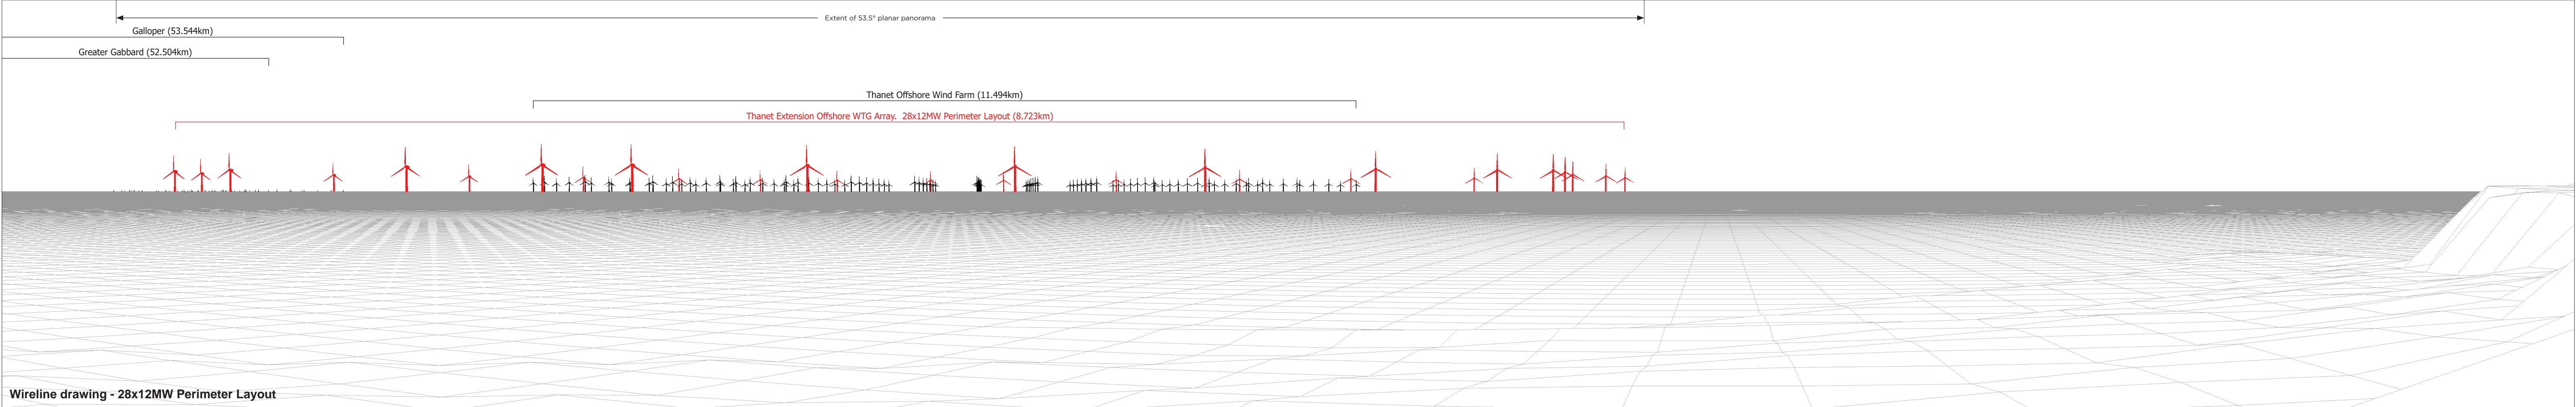 Extent of 53.5° planar panorama
Galloper (53.544km)
Greater Gabbard (52.504km)
Thanet Offshore Wind Farm (11.494km)
Thanet Extension Offshore WTG Array.  28x12MW Perimeter Layout (8.723km)
Wireline drawing - 28x12MW Perimeter Layout